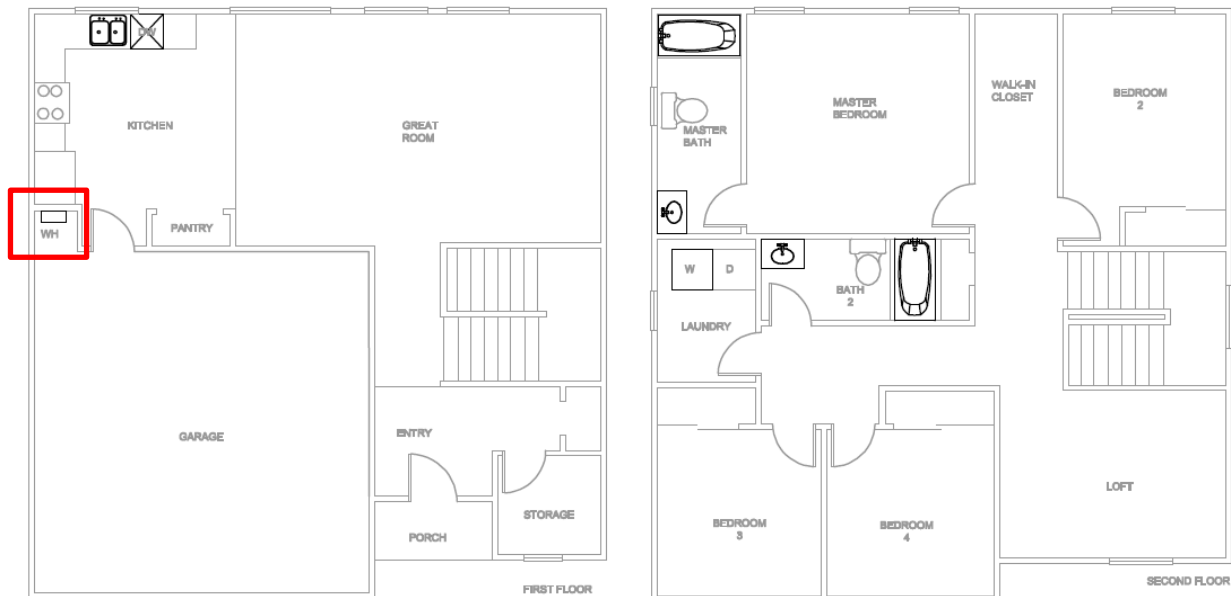 DW
KITCHEN
GREAT
ROOM
WH
PANTRY
GARAGE
ENTRY
STORAGE
PORCH
FIRST FLOOR
MASTER
BEDROOM
WALK-IN
CLOSET
BEDROOM
2
MASTER
BATH
W
D
BATH
2
LAUNDRY
LOFT
BEDROOM
3
BEDROOM
4
SECOND FLOOR